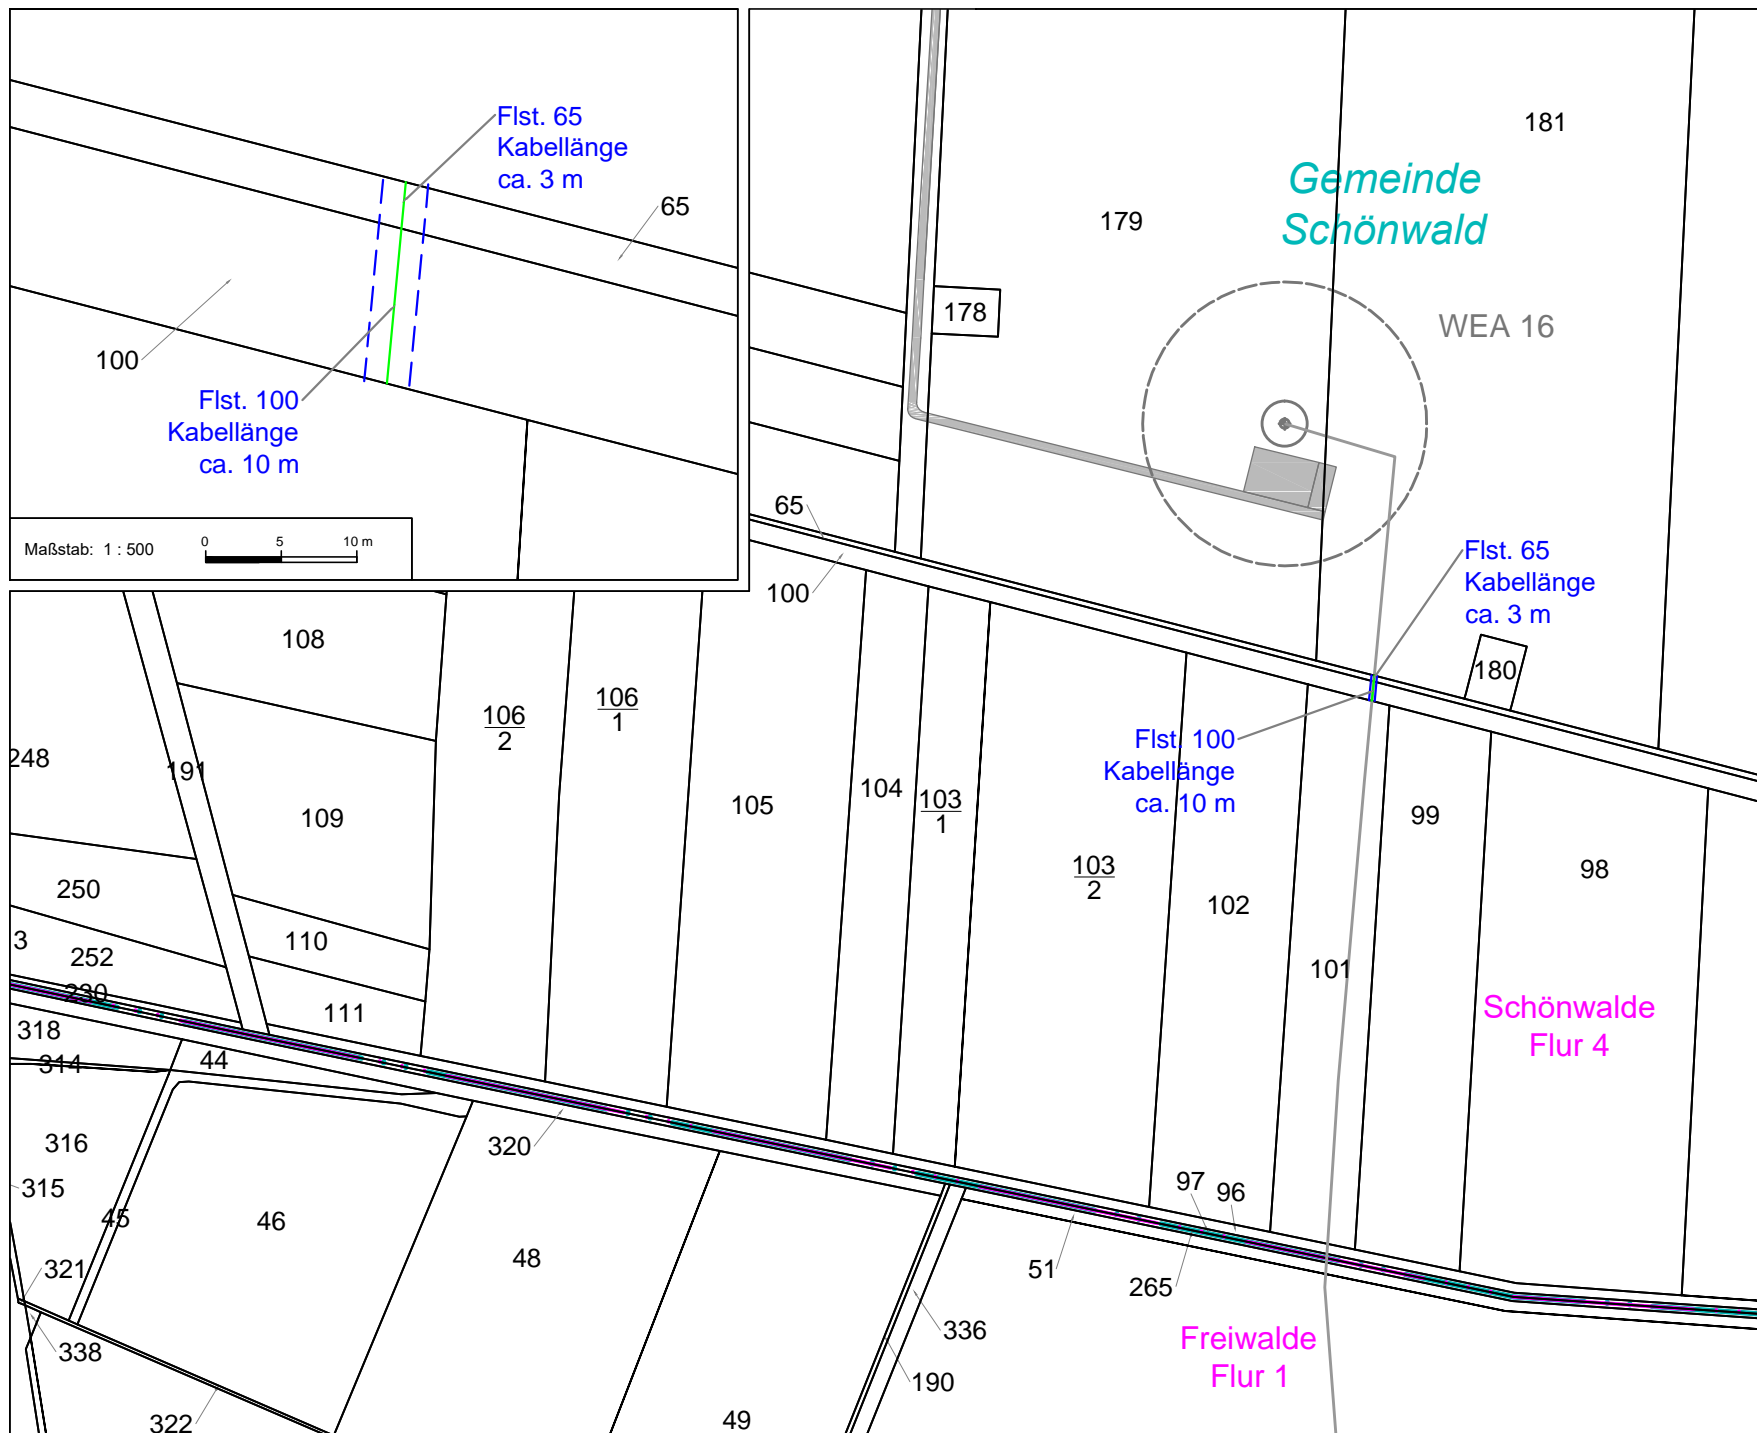 Flst. 65
Kabellänge
ca. 3 m
65
100
Flst. 100
Kabellänge
ca. 10 m
Maßstab: 1 : 500
0 5 10 m
181
Gemeinde
Schönwald
179
178
WEA 16
65
100
Flst. 65
Kabellänge
ca. 3 m
180
Flst. 100
Kabellänge
ca. 10 m
108
106
2
106
1
248
191
109
105
104
103
1
99
98
103
2
102
101
250
3
252
230
110
111
318
314
44
Schönwalde
Flur 4
316
320
315
45
46
48
97
96
51
265
321
338
322
49
336
190
Freiwalde
Flur 1